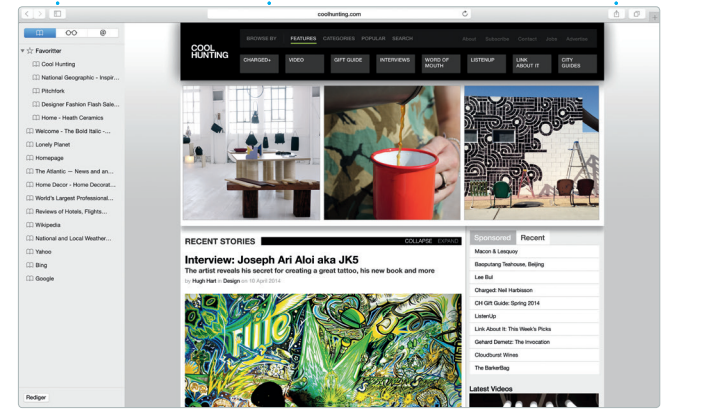 coolhunting.com
Favoritter
Cool Hunting
National Geographic - Inspir...
Pitchfork
Designer Fashion Flash Sale...
Home - Heath Ceramics
Welcome - The Bold Italic -...
Lonely Planet
Homepage
The Atlantic — News and an...
Home Decor - Home Decorat...
World's Largest Professional...
Reviews of Hotels, Flights...
Wikipedia
National and Local Weather...
Yahoo
Bing
Google
Rediger
COOL
HUNTING
BROWSE BY FEATURES CATEGORIES POPULAR SEARCH
About Subscribe Contact Jobs Advertise
CHARGED+ VIDEO GIFT GUIDE INTERVIEWS WORD OF MOUTH LISTENUP LINK ABOUT IT CITY GUIDES
RECENT STORIES COLLAPSE EXPAND
Interview: Joseph Ari Aloi aka JK5
The artist reveals his secret for creating a great tattoo, his new book and more
by Hugh Hart in Design on 16 April 2014
Sponsored Recent
Macon & Lesquoy
Baoputang Teahouse, Beijing
Lee Bul
Charged: Neil Harbisson
CH Gift Guide: Spring 2014
ListenUp
Link About It: This Week's Picks
Gehard Demetz: The Invocation
Cloudburst Wines
The BarkerBag
Latest Videos